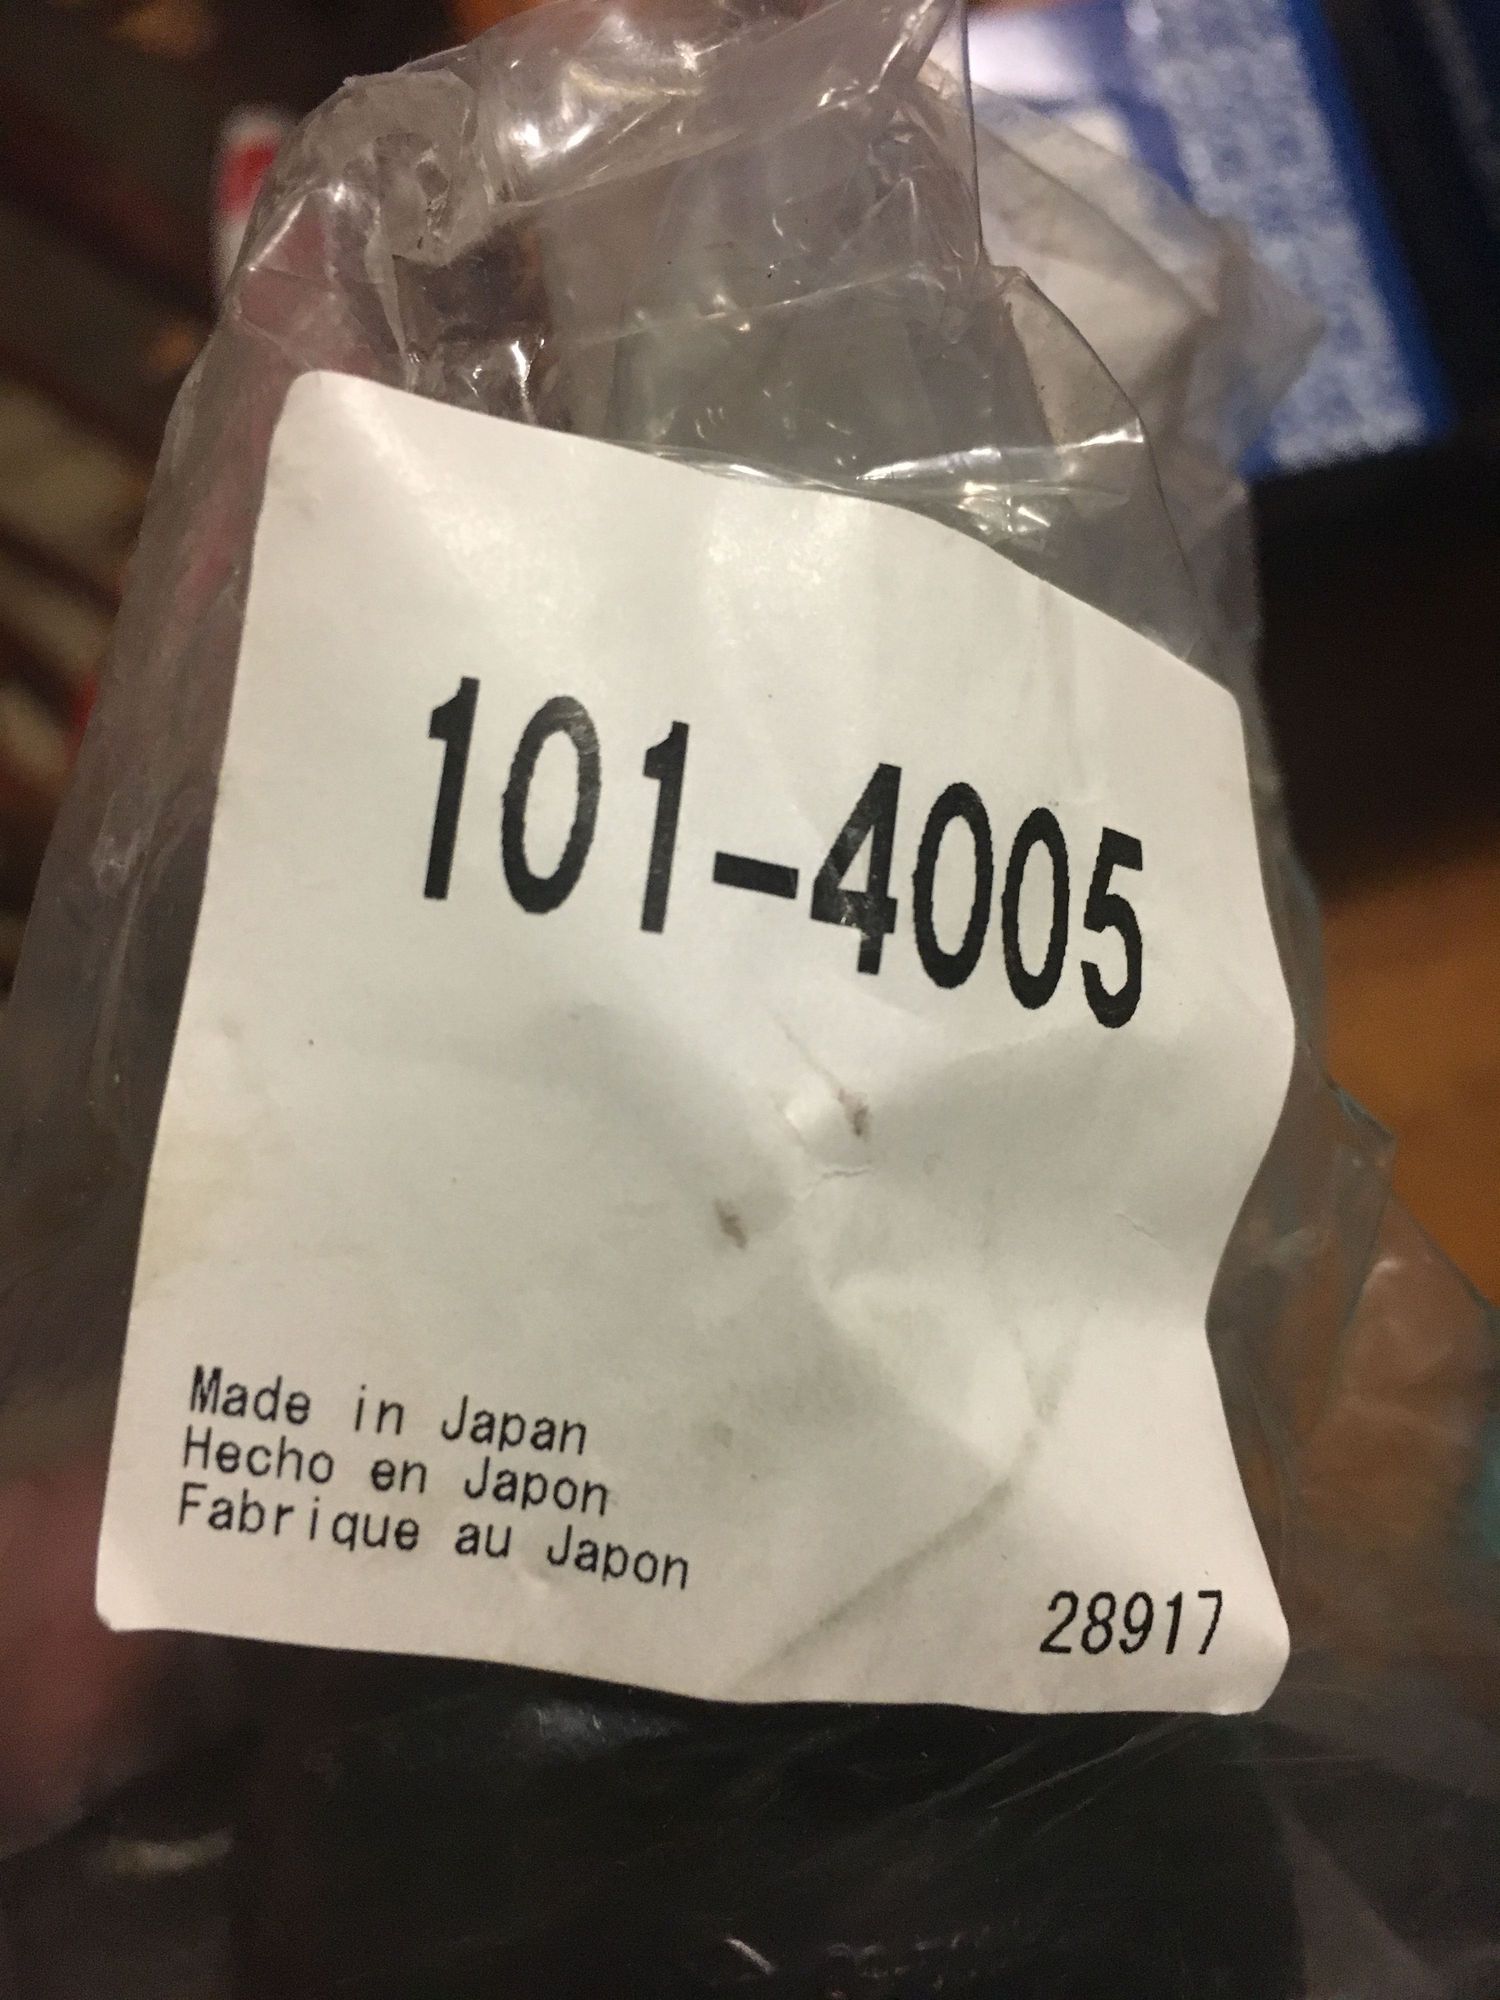 101-4005
Made in Japan
Hecho en Japon
Fabrique au Japon
28917